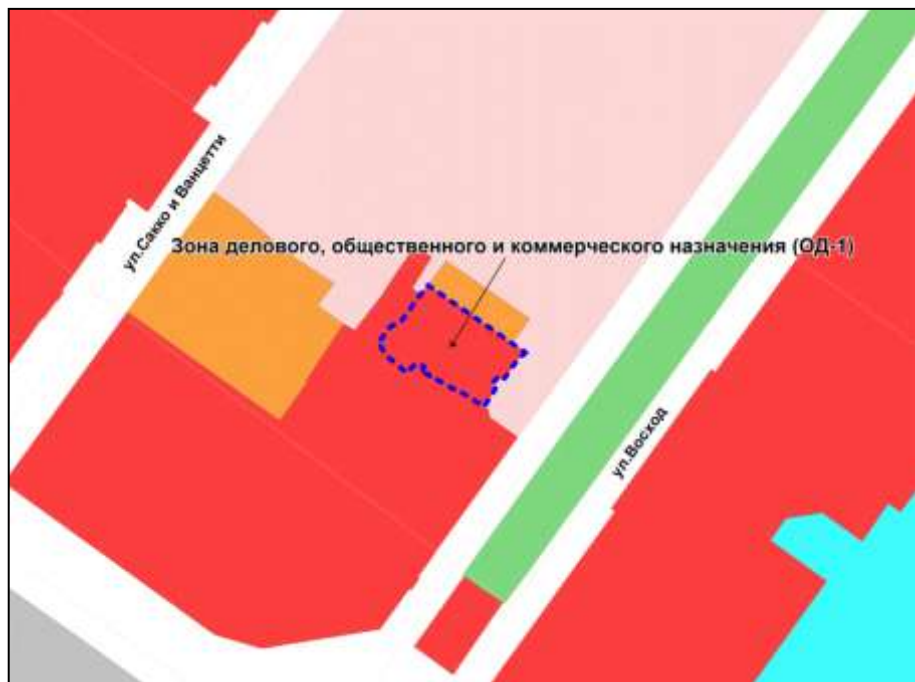 ул.Сакко и Ванцетти
Зона делового, общественного и коммерческого назначения (ОД-1)
ул.Восход